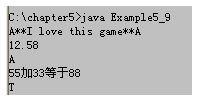 C:\chapter5>java Example5_9
A**I love this game**A
12.58
A
55加33等于88
T